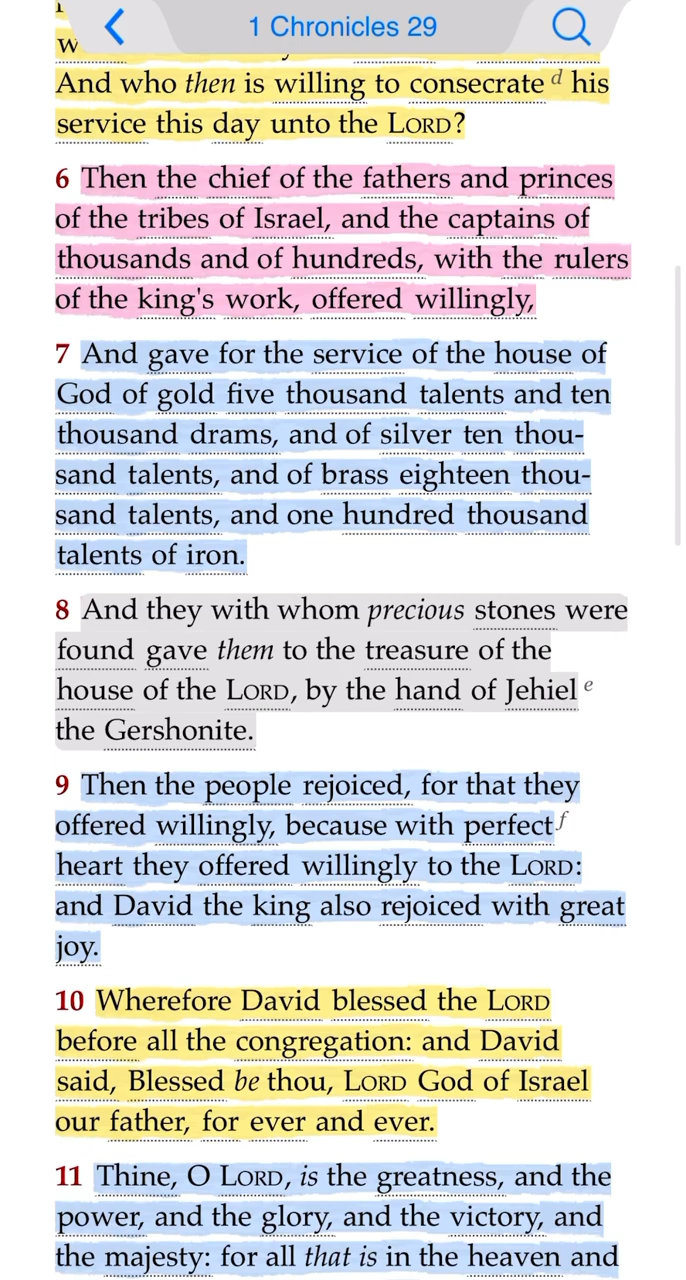 1 Chronicles 29
And who then is willing to consecrate d his
service this day unto the LORD?
6 Then the chief of the fathers and princes
of the tribes of Israel, and the captains of
thousands and of hundreds, with the rulers
of the king's work, offered willingly,
7 And gave for the service of the house of
God of gold five thousand talents and ten
thousand drams, and of silver ten thou-
sand talents, and of brass eighteen thou-
sand talents, and one hundred thousand
talents of iron.
8 And they with whom precious stones were
found gave them to the treasure of the
house of the LORD, by the hand of Jehiel e
the Gershonite.
9 Then the people rejoiced, for that they
offered willingly, because with perfect f
heart they offered willingly to the LORD:
and David the king also rejoiced with great
joy.
10 Wherefore David blessed the LORD
before all the congregation: and David
said, Blessed be thou, LORD God of Israel
our father, for ever and ever.
11 Thine, O LORD, is the greatness, and the
power, and the glory, and the victory, and
the majesty: for all that is in the heaven and